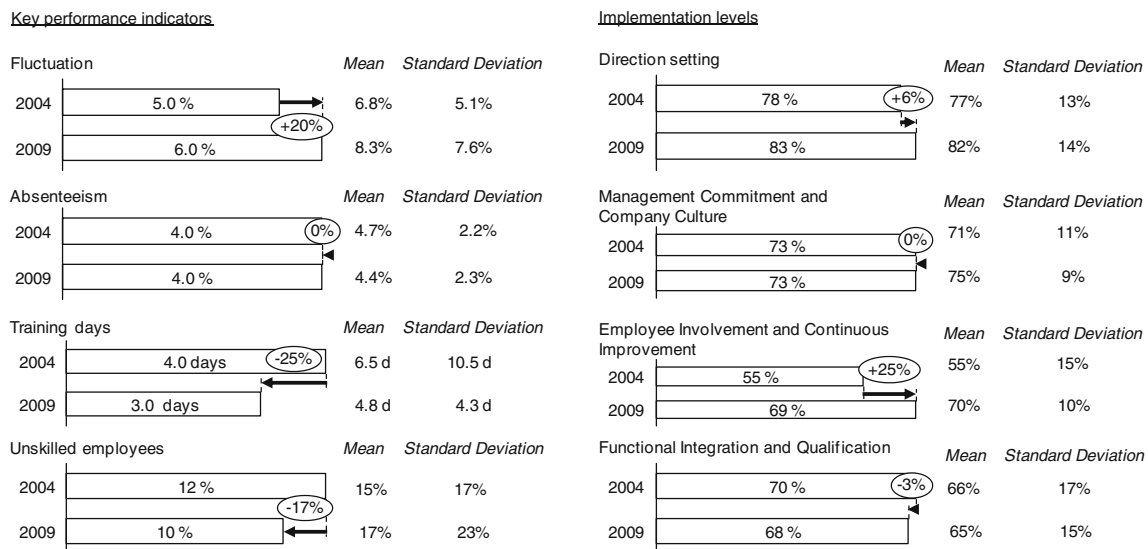 Key performance indicators
Fluctuation Mean Standard Deviation
2004 5.0 % 6.8% 5.1%
+20%
2009 6.0 % 8.3% 7.6%
Absenteeism Mean Standard Deviation
2004 4.0 % 0% 4.7% 2.2%
2009 4.0 % 4.4% 2.3%
Training days Mean Standard Deviation
2004 4.0 days -25% 6.5 d 10.5 d
2009 3.0 days 4.8 d 4.3 d
Unskilled employees Mean Standard Deviation
2004 12 % 15% 17%
-17%
2009 10 % 17% 23%
Implementation levels
Direction setting Mean Standard Deviation
2004 78 % +6% 77% 13%
2009 83 % 82% 14%
Management Commitment and Mean Standard Deviation
Company Culture
2004 73 % 0% 71% 11%
2009 73 % 75% 9%
Employee Involvement and Continuous Mean Standard Deviation
Improvement
2004 55 % +25% 55% 15%
2009 69 % 70% 10%
Functional Integration and Qualification Mean Standard Deviation
2004 70 % -3% 66% 17%
2009 68 % 65% 15%